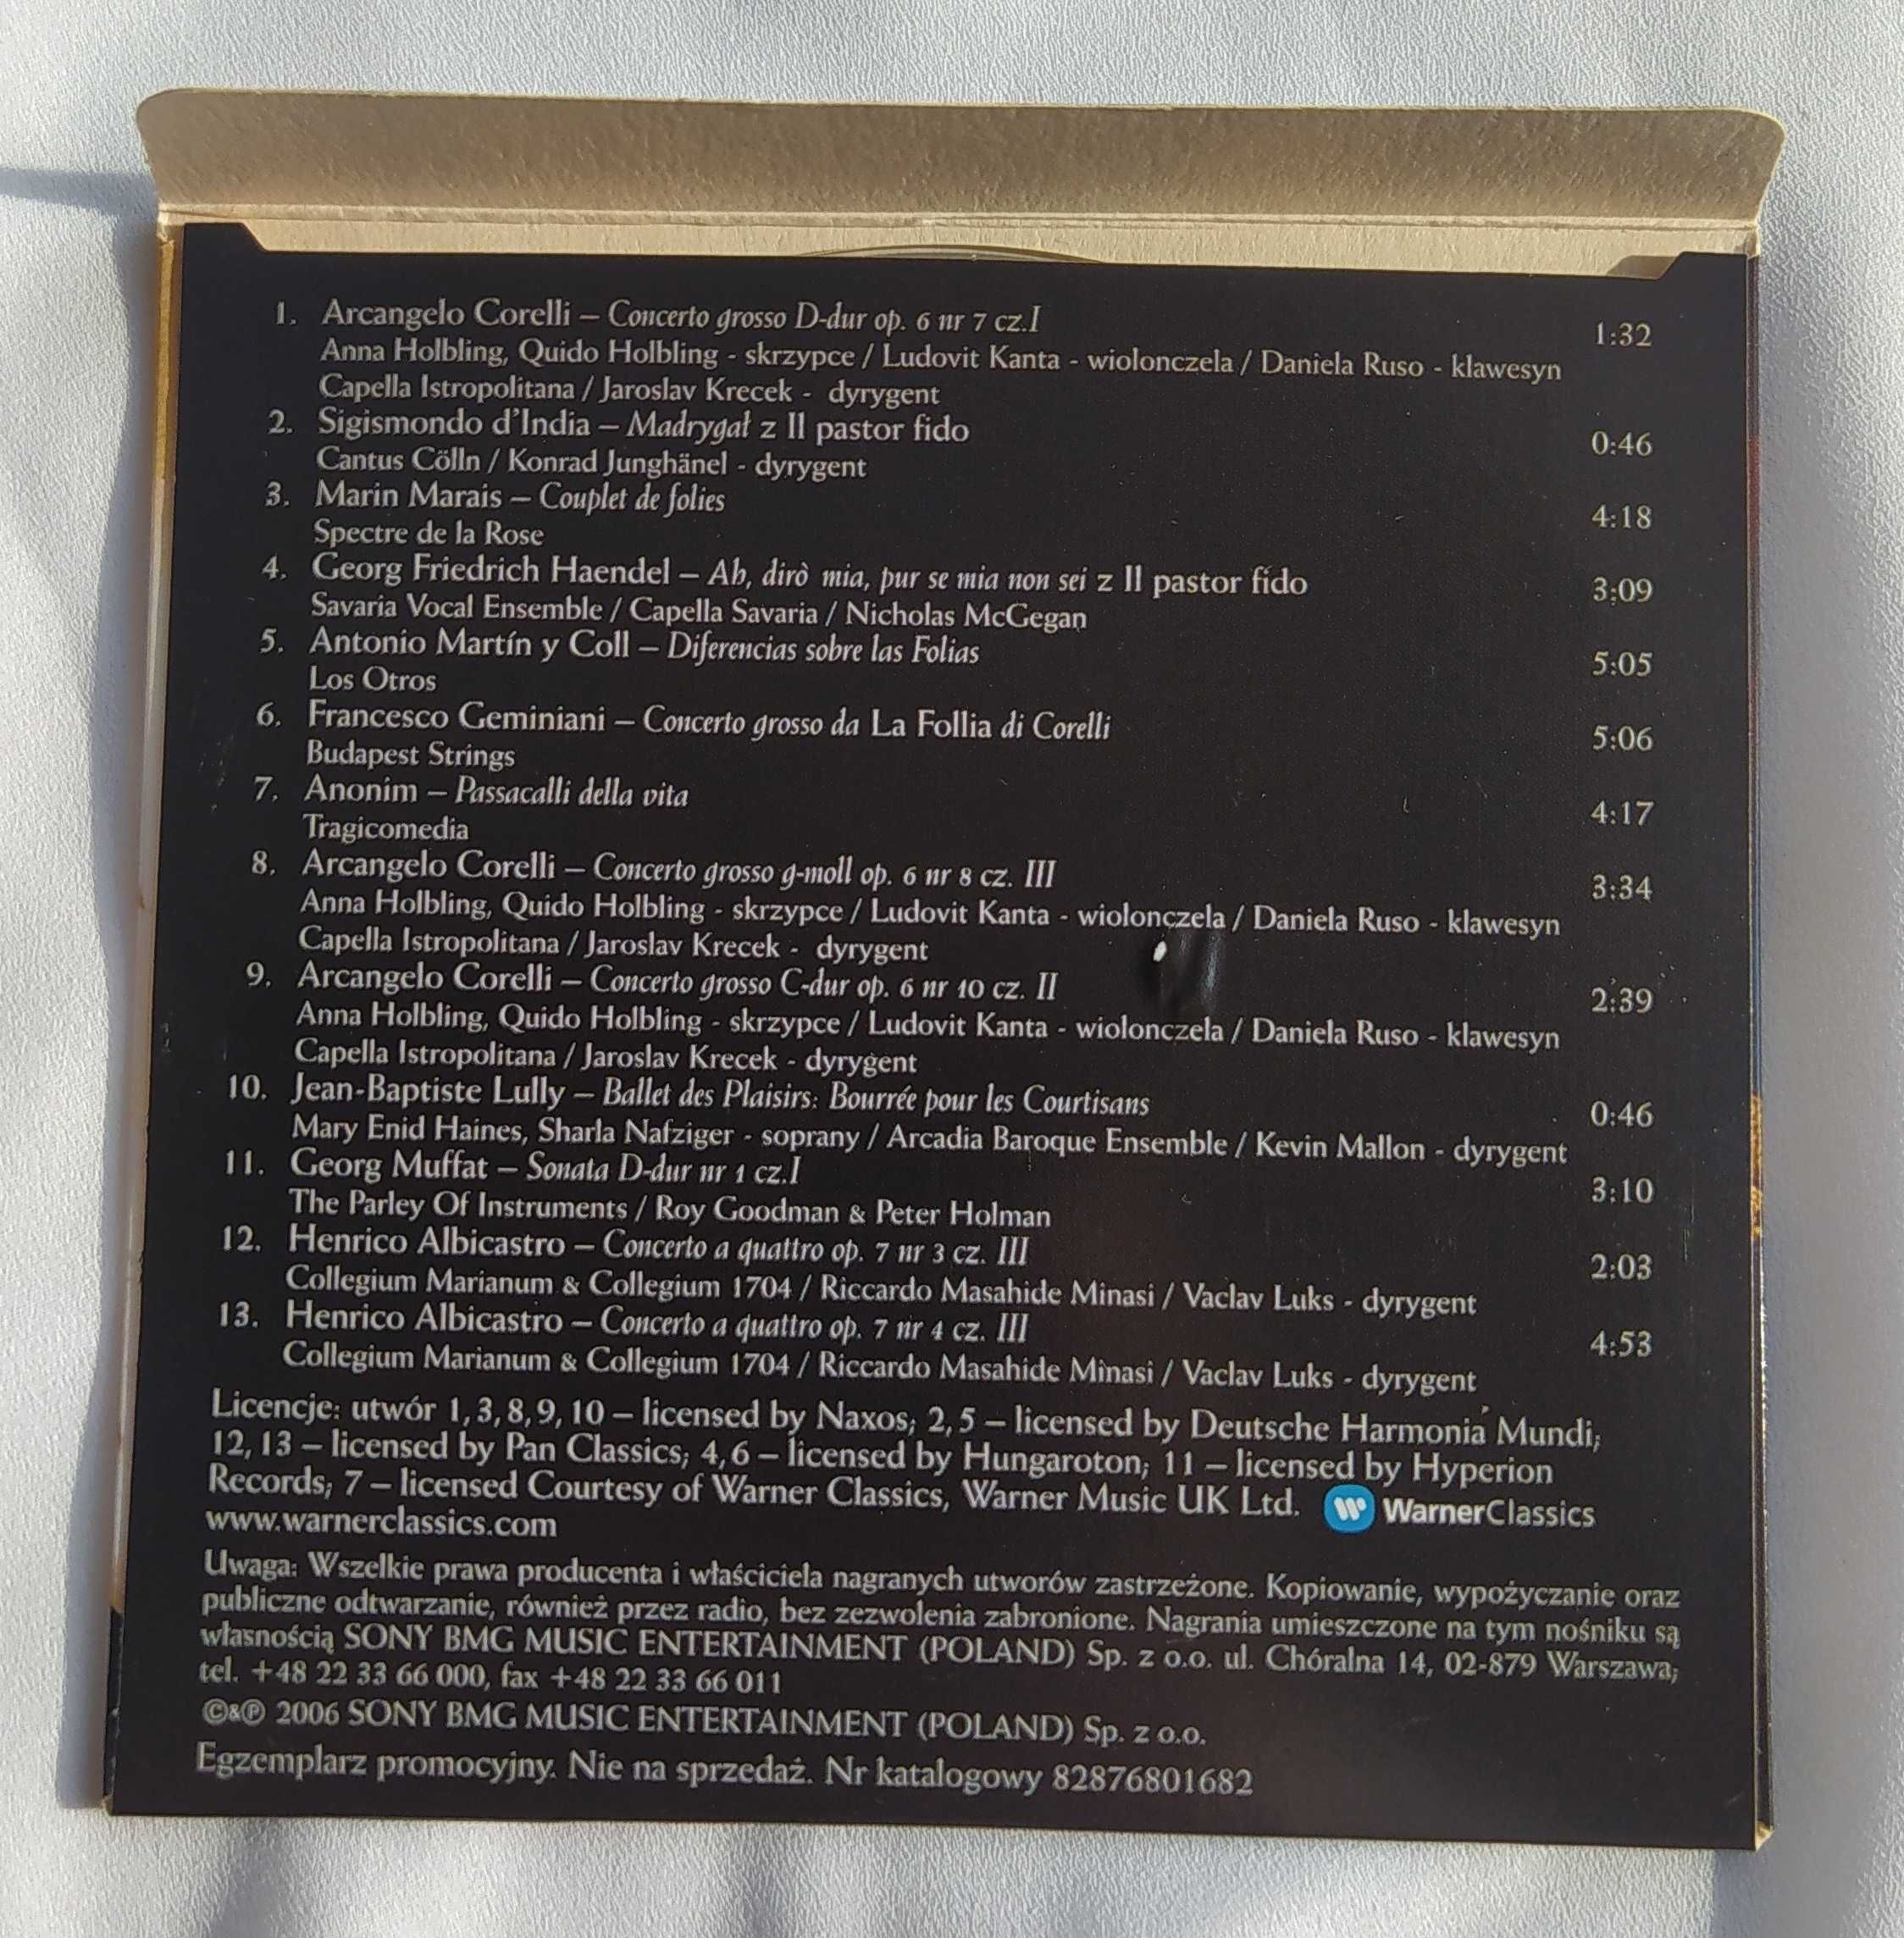 1. Arcangelo Corelli – Concerto grosso D-dur op. 6 nr 7 cz.I 1:32
Anna Holbling, Quido Holbling - skrzypce / Ludovit Kanta - wiolonczela / Daniela Ruso - klawesyn
Capella Istropolitana / Jaroslav Krecek - dyrygent
2. Sigismondo d'India – Madrygał z Il pastor fido 0:46
Cantus Cölln / Konrad Junghänel - dyrygent
3. Marin Marais – Couplet de folies 4:18
Spectre de la Rose
4. Georg Friedrich Haendel – Ah, dirò mia, pur se mia non sei z Il pastor fido 3:09
Savaria Vocal Ensemble / Capella Savaria / Nicholas McGegan
5. Antonio Martín y Coll – Diferencias sobre las Folias 5:05
Los Otros
6. Francesco Geminiani – Concerto grosso da La Follia di Corelli 5:06
Budapest Strings
7. Anonim – Passacalli della vita 4:17
Tragicomedia
8. Arcangelo Corelli – Concerto grosso g-moll op. 6 nr 8 cz. III 3:34
Anna Holbling, Quido Holbling - skrzypce / Ludovit Kanta - wiolonczela / Daniela Ruso - klawesyn
Capella Istropolitana / Jaroslav Krecek - dyrygent
9. Arcangelo Corelli – Concerto grosso C-dur op. 6 nr 10 cz. II 2:39
Anna Holbling, Quido Holbling - skrzypce / Ludovit Kanta - wiolonczela / Daniela Ruso - klawesyn
Capella Istropolitana / Jaroslav Krecek - dyrygent
10. Jean-Baptiste Lully – Ballet des Plaisirs: Bourrée pour les Courtisans 0:46
Mary Enid Haines, Sharla Nafziger - soprany / Arcadia Baroque Ensemble / Kevin Mallon - dyrygent
11. Georg Muffat – Sonata D-dur nr 1 cz.I 3:10
The Parley Of Instruments / Roy Goodman & Peter Holman
12. Henrico Albicastro – Concerto a quattro op. 7 nr 3 cz. III 2:03
Collegium Marianum & Collegium 1704 / Riccardo Masahide Minasi / Vaclav Luks - dyrygent
13. Henrico Albicastro – Concerto a quattro op. 7 nr 4 cz. III 4:53
Collegium Marianum & Collegium 1704 / Riccardo Masahide Minasi / Vaclav Luks - dyrygent
Licencje: utwór 1, 3, 8, 9, 10 – licensed by Naxos; 2, 5 – licensed by Deutsche Harmonia Mundi;
12, 13 – licensed by Pan Classics; 4, 6 – licensed by Hungaroton; 11 – licensed by Hyperion
Records; 7 – licensed Courtesy of Warner Classics, Warner Music UK Ltd. WarnerClassics
www.warnerclassics.com
Uwaga: Wszelkie prawa producenta i właściciela nagranych utworów zastrzeżone. Kopiowanie, wypożyczanie oraz
publiczne odtwarzanie, również przez radio, bez zezwolenia zabronione. Nagrania umieszczone na tym nośniku są
własnością SONY BMG MUSIC ENTERTAINMENT (POLAND) Sp. z o.o. ul. Chóralna 14, 02-879 Warszawa;
tel. +48 22 33 66 000, fax +48 22 33 66 011
©&℗ 2006 SONY BMG MUSIC ENTERTAINMENT (POLAND) Sp. z o.o.
Egzemplarz promocyjny. Nie na sprzedaż. Nr katalogowy 82876801682